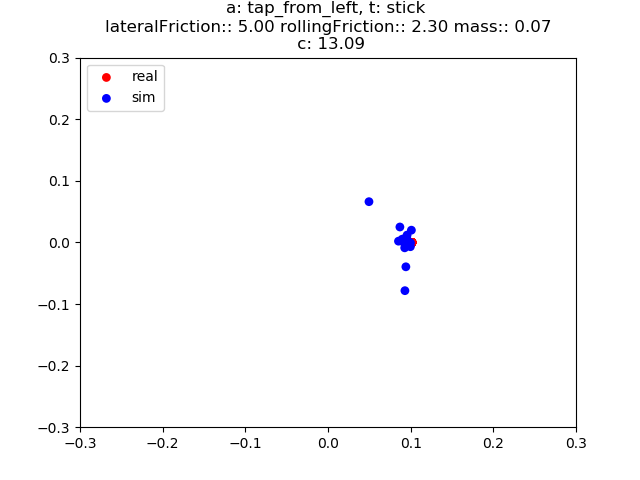 a: tap_from_left, t: stick
lateralFriction:: 5.00 rollingFriction:: 2.30 mass:: 0.07
c: 13.09
real
sim
0.3
0.2
0.1
0.0
−0.1
−0.2
−0.3
−0.3
−0.2
−0.1
0.0
0.1
0.2
0.3